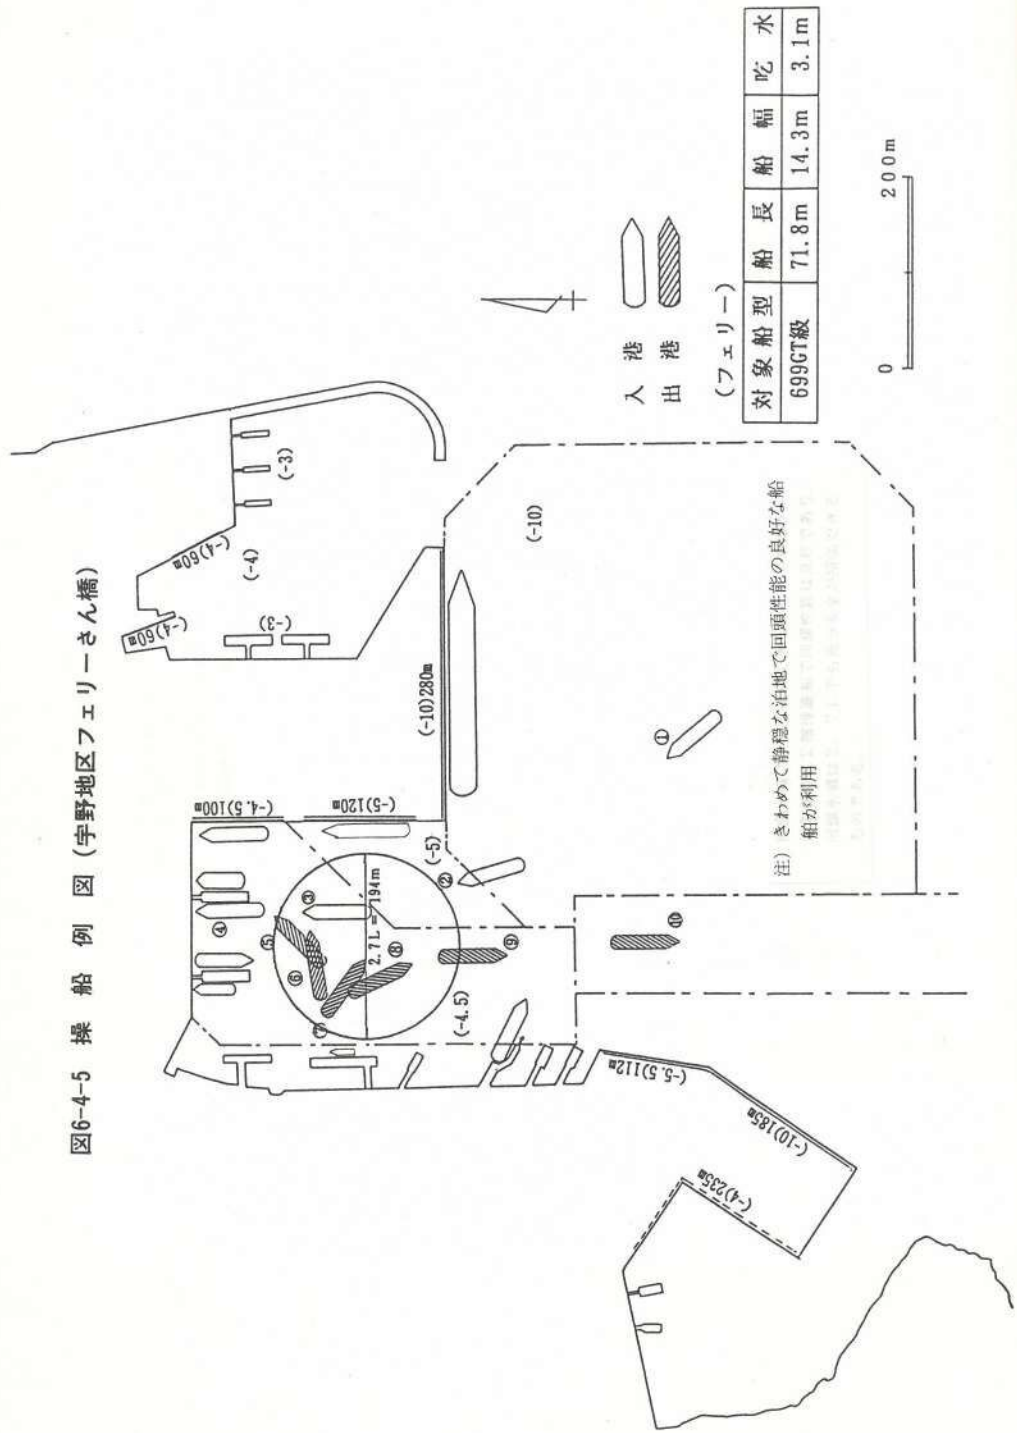 図6-4-5 操船例図(宇野地区フェリーさん橋)
(-4)60m
(-4)60m
(-4)
(-3)
(-3)
(-10)280m
(-4.5)100m
(-5)120m
(-5)
(-10)
④
⑤
③
⑥
⑦
⑧
2.7L = 194m
②
①
⑨
⑩
(-4.5)
(-5.5)112m
(-10)185m
(-4)235m
入港
出港
(フェリー)
対象船型 船長 船幅 吃水
699GT級 71.8m 14.3m 3.1m
0 200m
注) きわめて静穏な泊地で回頭性能の良好な船
舶が利用